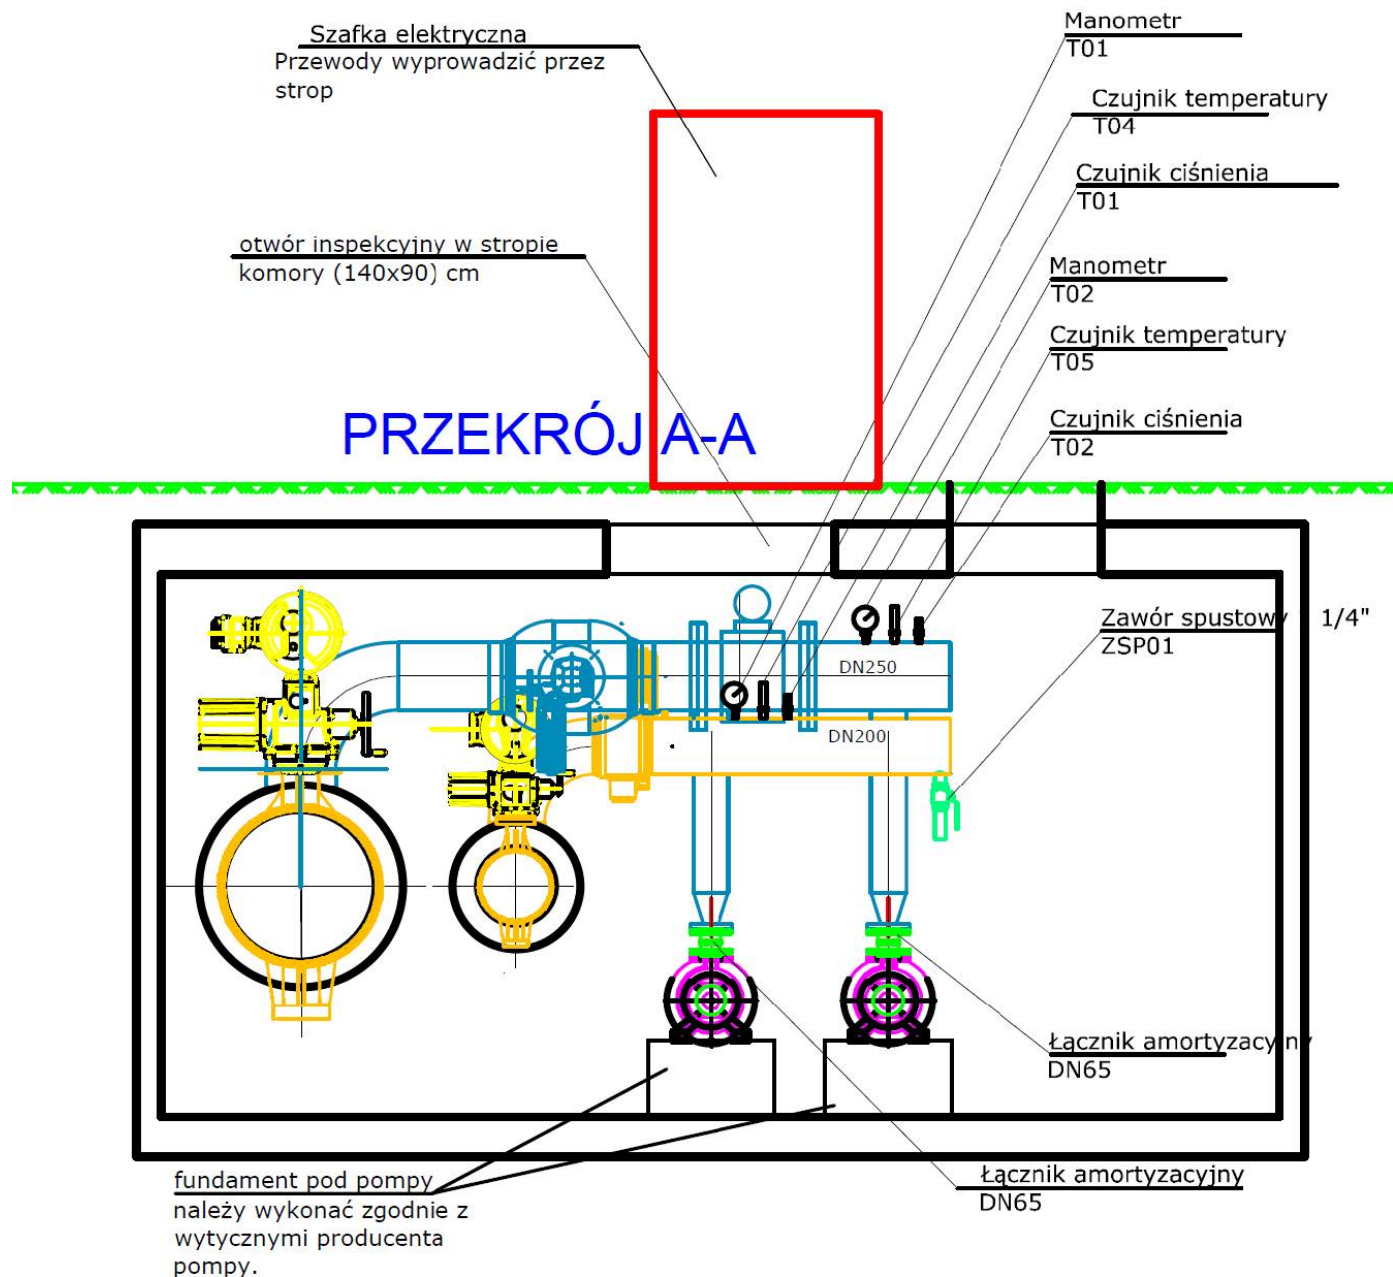 Szafka elektryczna
Przewody wyprowadzić przez
strop
Manometr
T01
Czujnik temperatury
T04
Czujnik ciśnienia
T01
otwór inspekcyjny w stropie
komory (140x90) cm
Manometr
T02
Czujnik temperatury
T05
Czujnik ciśnienia
T02
PRZEKRÓJ A-A
Zawór spustowy 1/4"
ZSP01
DN250
DN200
Łącznik amortyzacyjny
DN65
Łącznik amortyzacyjny
DN65
fundament pod pompy
należy wykonać zgodnie z
wytycznymi producenta
pompy.